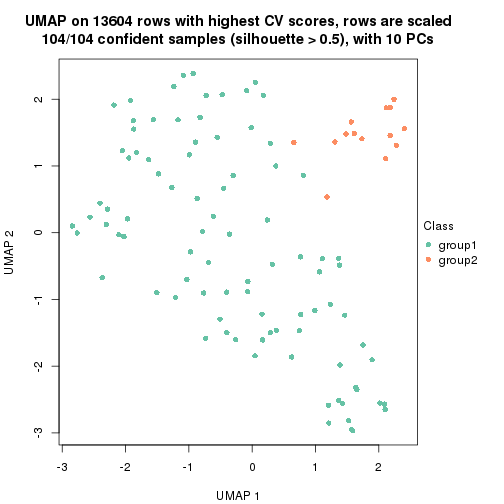 UMAP on 13604 rows with highest CV scores, rows are scaled
104/104 confident samples (silhouette > 0.5), with 10 PCs
2
1
0
-1
-2
-3
UMAP 2
-3
-2
-1
0
1
2
UMAP 1
Class
group1
group2